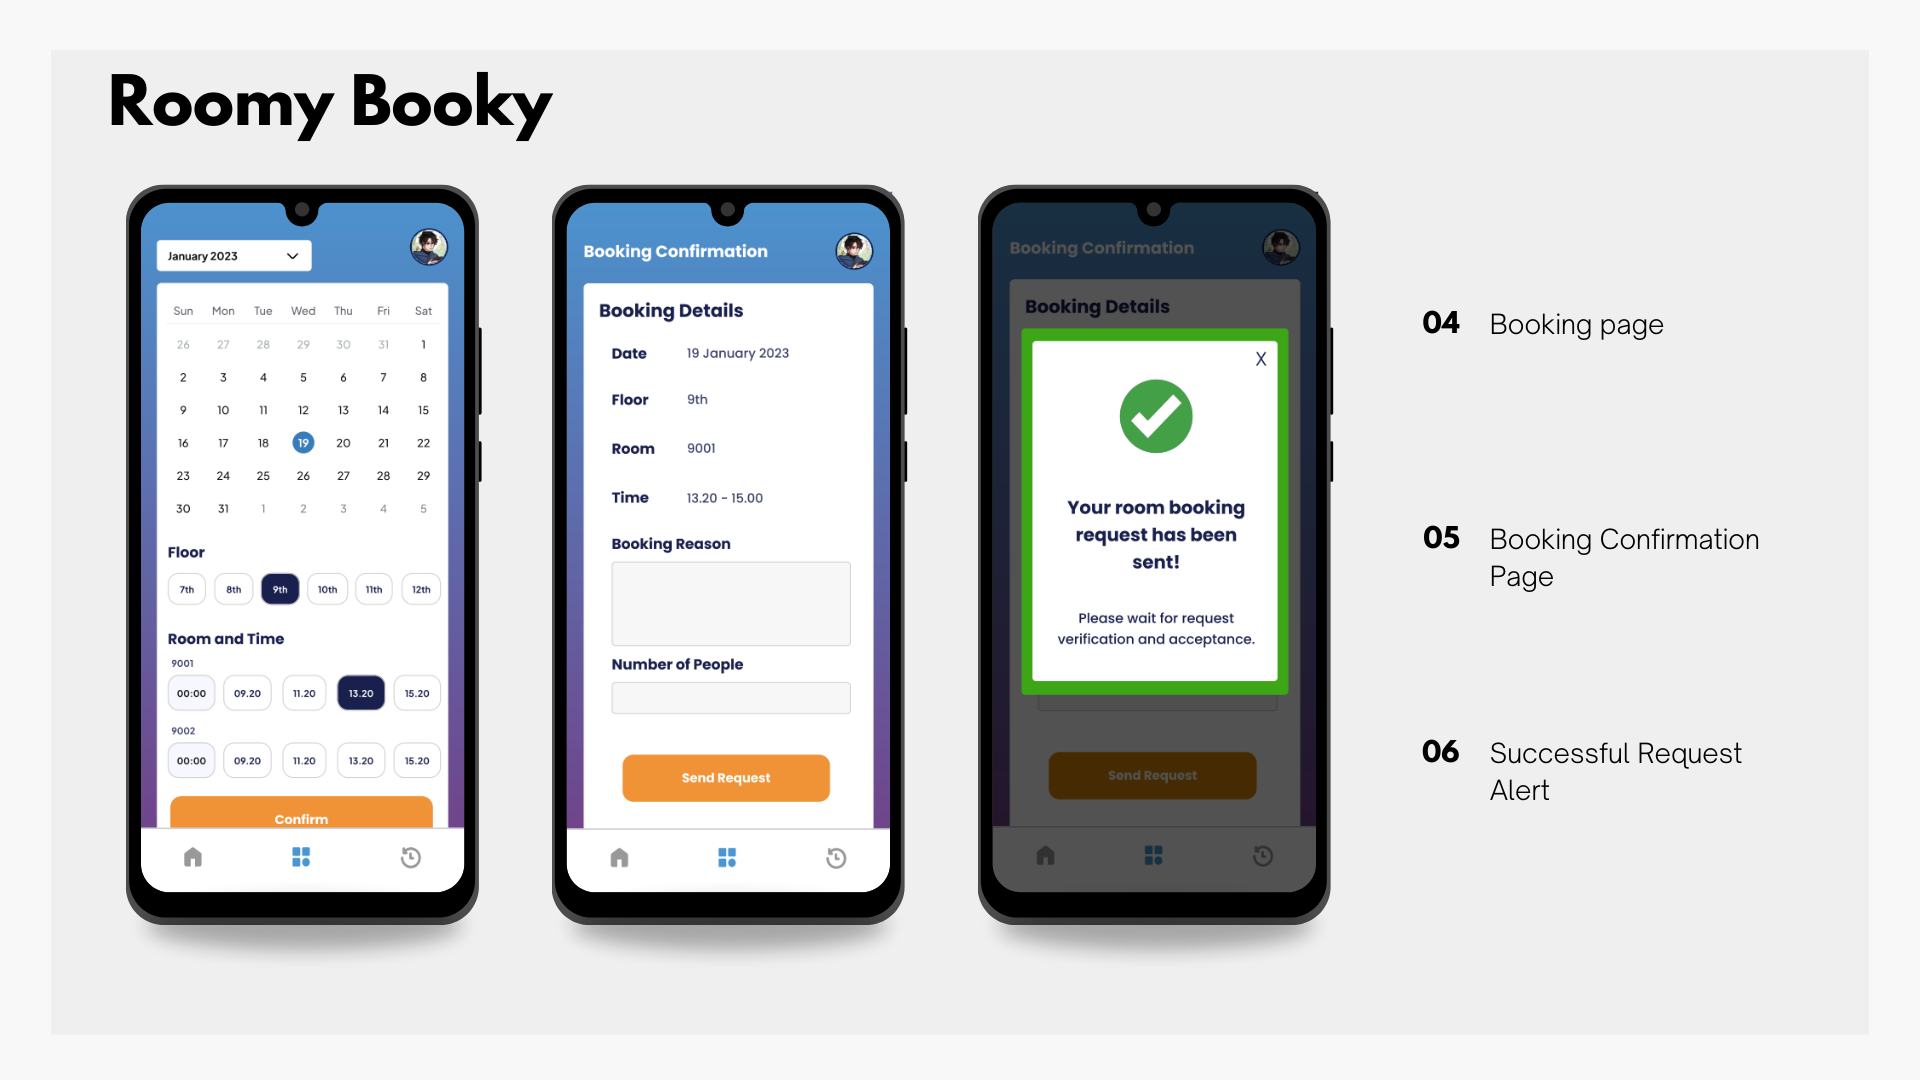 Roomy Booky
January 2023
Sun Mon Tue Wed Thu Fri Sat
26 27 28 29 30 31 1
2 3 4 5 6 7 8
9 10 11 12 13 14 15
16 17 18 19 20 21 22
23 24 25 26 27 28 29
30 31 1 2 3 4 5
Floor
7th 8th 9th 10th 11th 12th
Room and Time
9001
00:00 09.20 11.20 13.20 15.20
9002
00:00 09.20 11.20 13.20 15.20
Confirm
Booking Confirmation
Booking Details
Date 19 January 2023
Floor 9th
Room 9001
Time 13.20 - 15.00
Booking Reason
Number of People
Send Request
Booking Confirmation
Booking Details
X
Your room booking
request has been
sent!
Please wait for request
verification and acceptance.
Send Request
04 Booking page
05 Booking Confirmation
Page
06 Successful Request
Alert